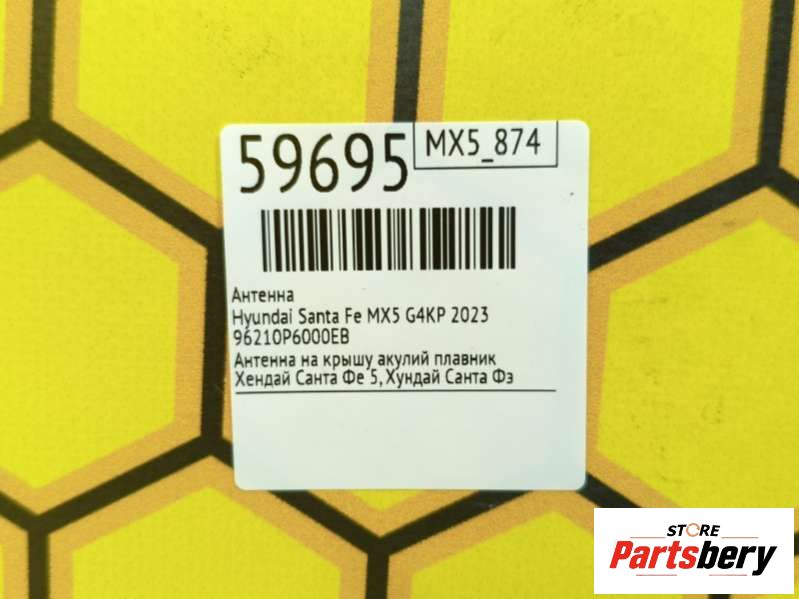 59695
MX5_874
Антенна
Hyundai Santa Fe MX5 G4KP 2023
96210P6000EB
Антенна на крышу акулий плавник
Хендай Санта Фе 5, Хундай Санта Фэ
STORE
Partsbery